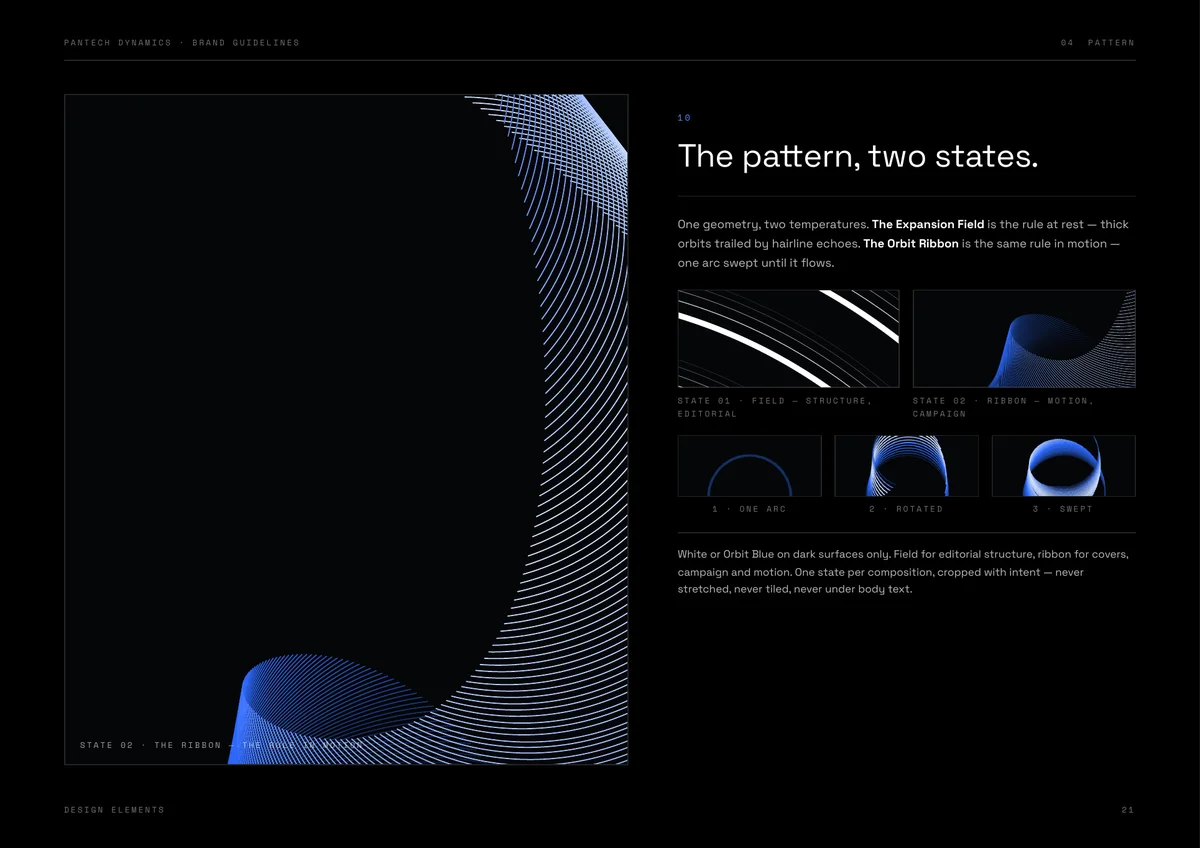 PANTECH DYNAMICS · BRAND GUIDELINES
04 PATTERN
STATE 02 · THE RIBBON — THE RULE IN MOTION
10
The pattern, two states.
One geometry, two temperatures. The Expansion Field is the rule at rest — thick
orbits trailed by hairline echoes. The Orbit Ribbon is the same rule in motion —
one arc swept until it flows.
STATE 01 · FIELD — STRUCTURE,
EDITORIAL
STATE 02 · RIBBON — MOTION,
CAMPAIGN
1 · ONE ARC
2 · ROTATED
3 · SWEPT
White or Orbit Blue on dark surfaces only. Field for editorial structure, ribbon for covers,
campaign and motion. One state per composition, cropped with intent — never
stretched, never tiled, never under body text.
DESIGN ELEMENTS
21